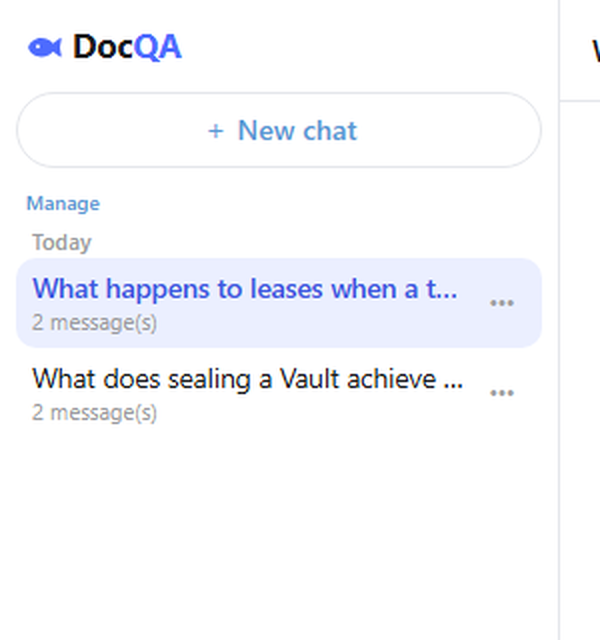 DocQA
+ New chat
Manage
Today
What happens to leases when a t...
2 message(s)
What does sealing a Vault achieve ...
2 message(s)